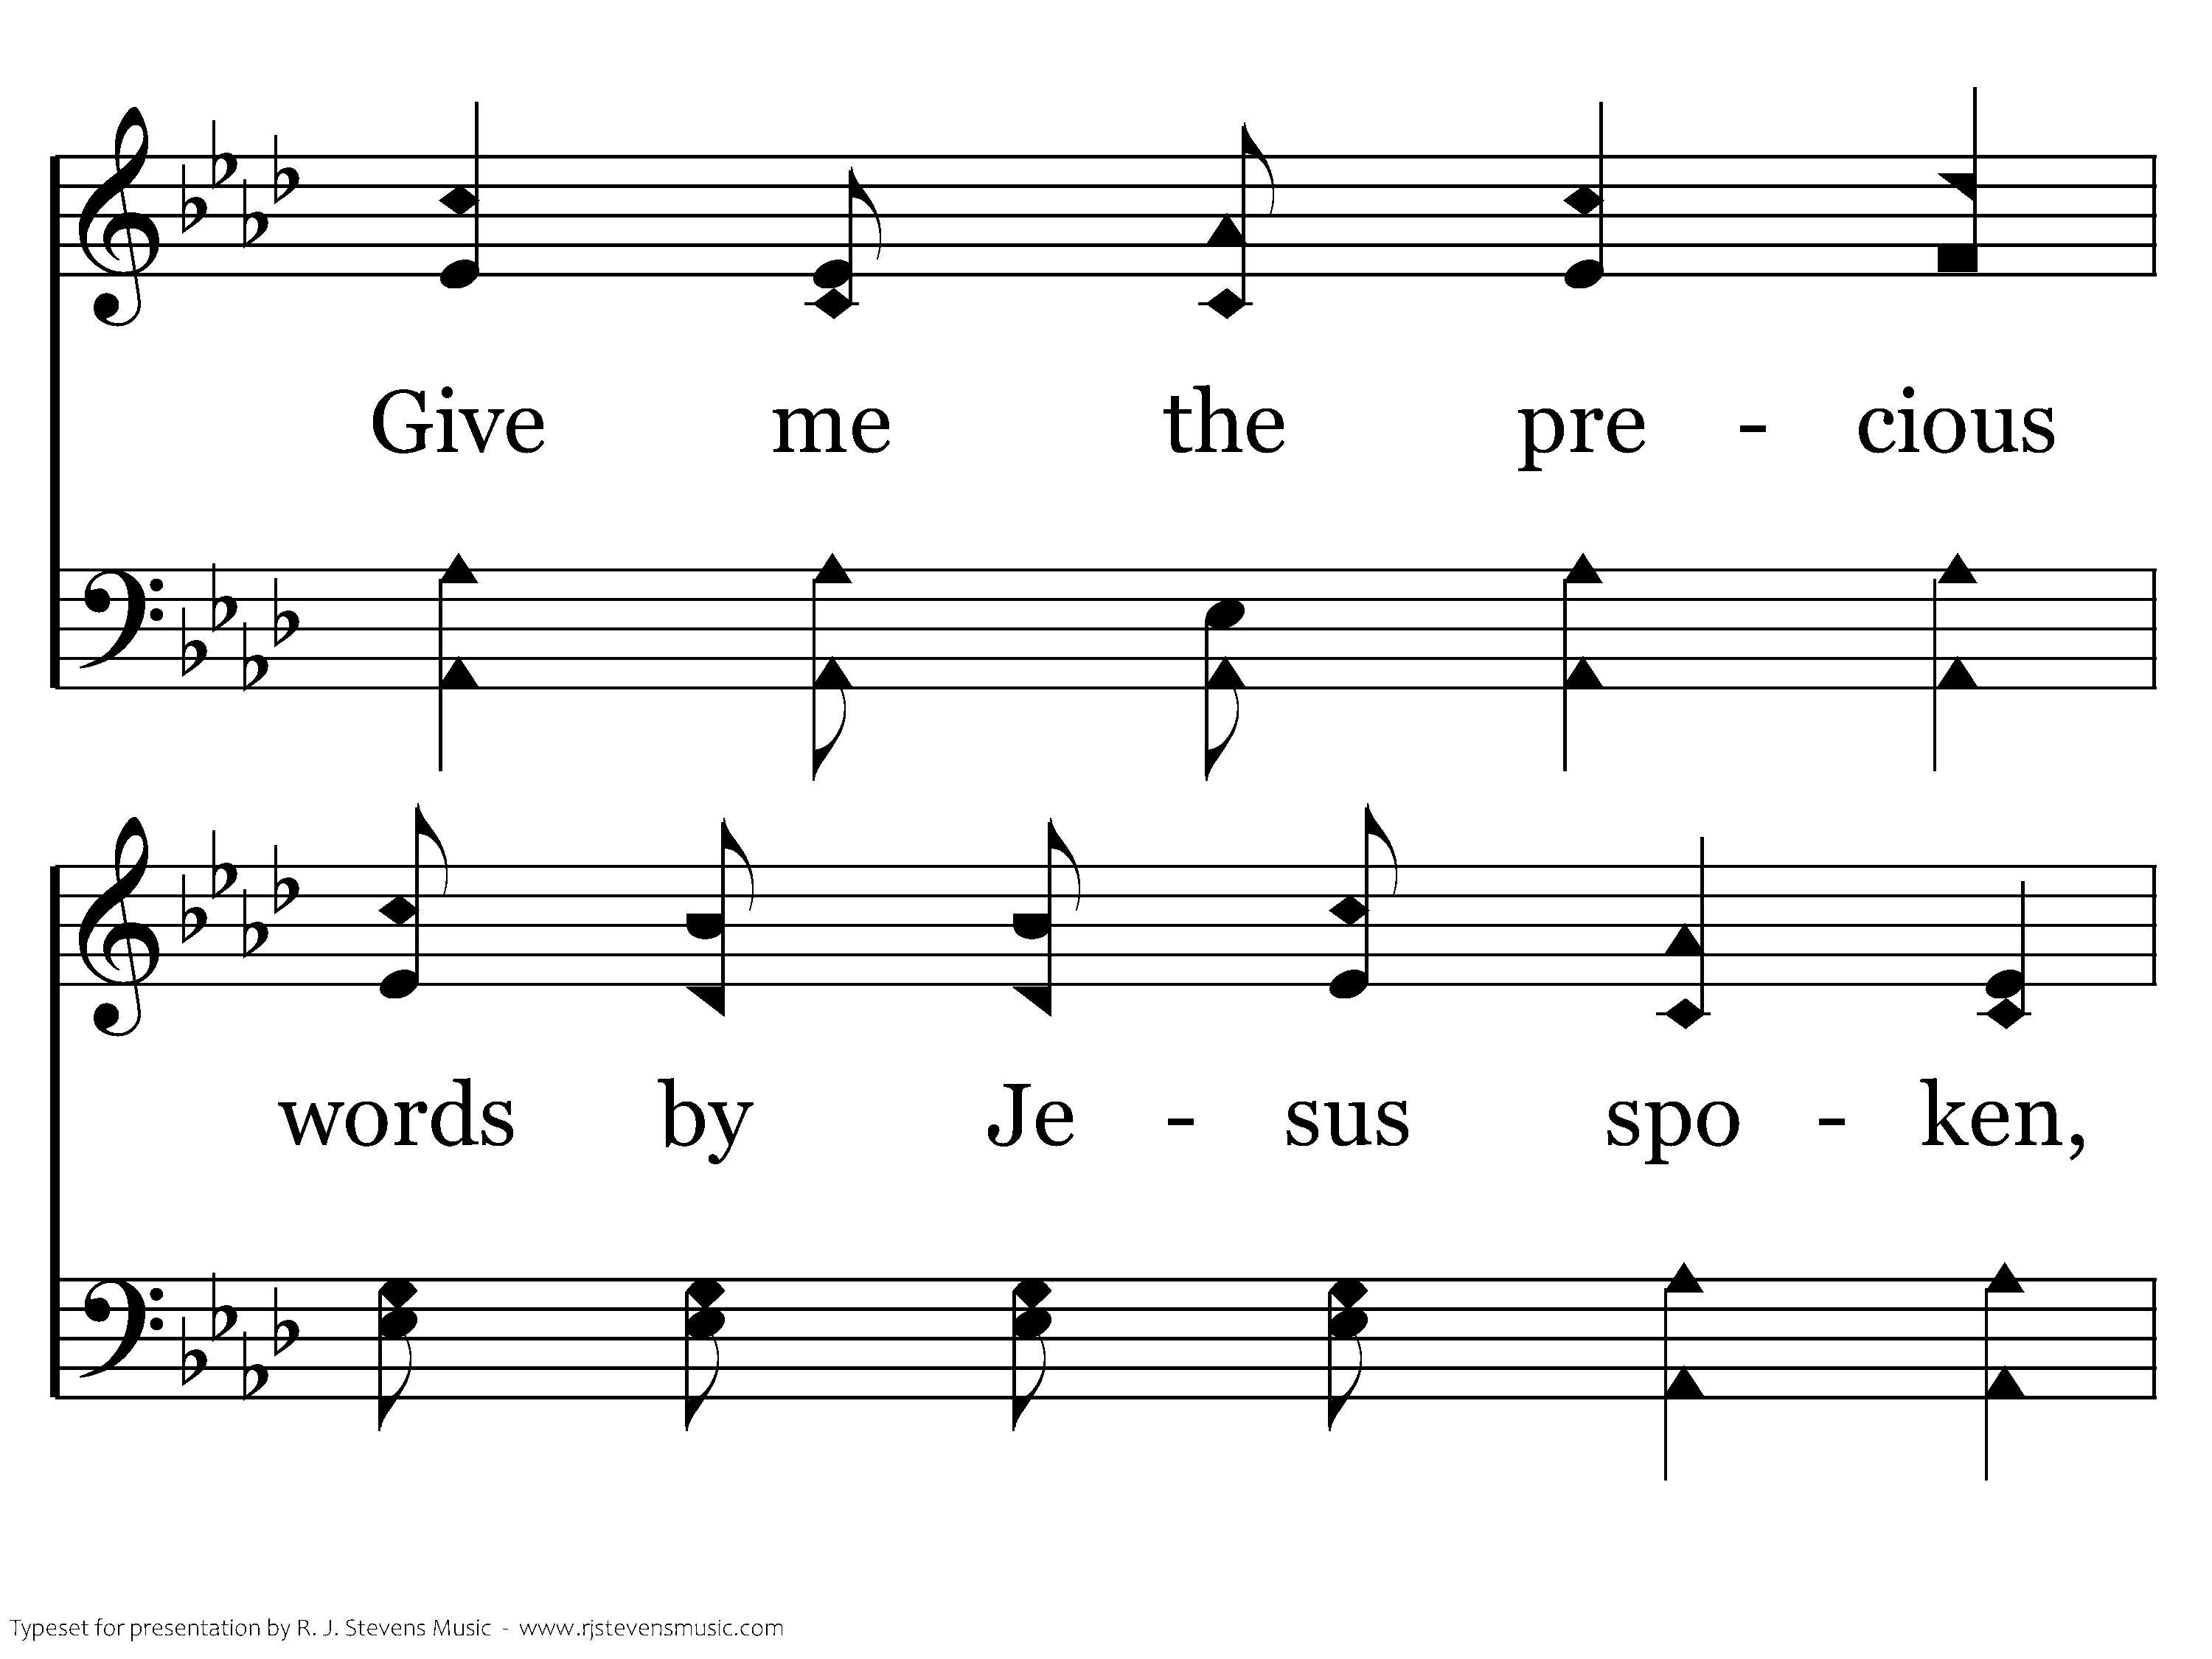 Give me the pre - cious
words by Je - sus spo - ken,
Typeset for presentation by R. J. Stevens Music - www.rjstevensmusic.com